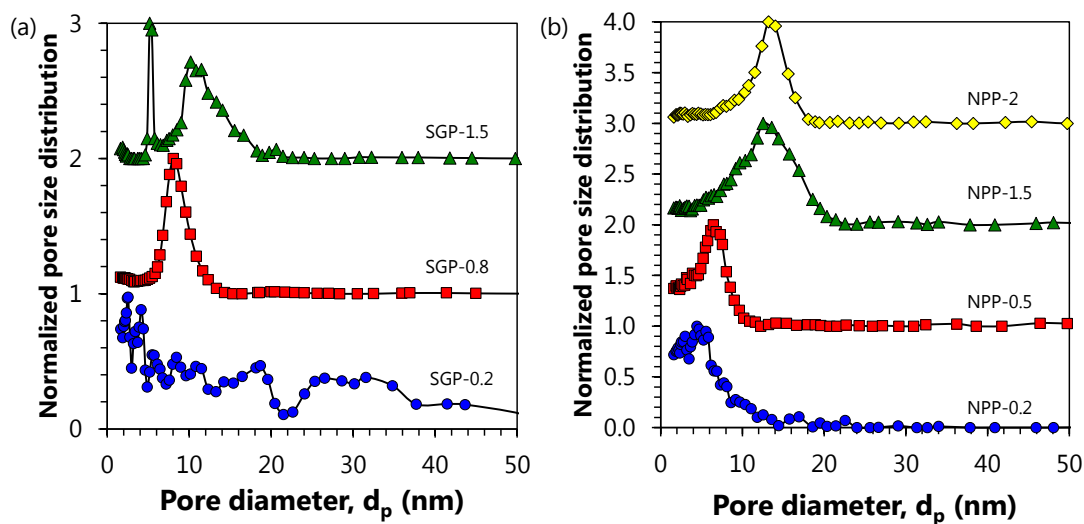 (a)
Normalized pore size distribution
3
2
1
0
SGP-1.5
SGP-0.8
SGP-0.2
0 10 20 30 40 50
Pore diameter, dp (nm)
(b)
Normalized pore size distribution
4.0
3.5
3.0
2.5
2.0
1.5
1.0
0.5
0.0
NPP-2
NPP-1.5
NPP-0.5
NPP-0.2
0 10 20 30 40 50
Pore diameter, dp (nm)